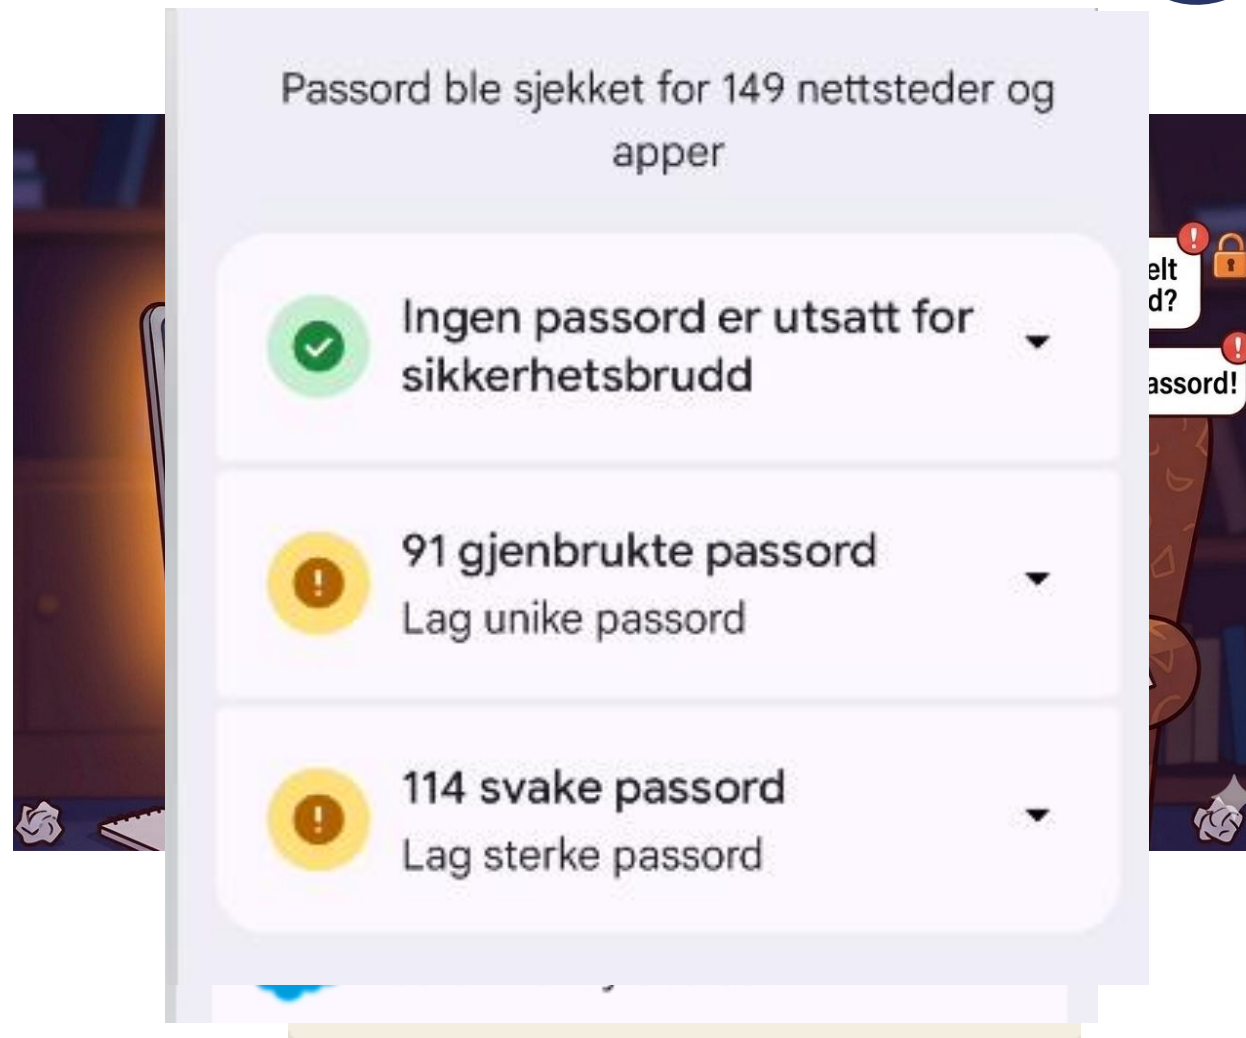 Passord ble sjekket for 149 nettsteder og
apper
Ingen passord er utsatt for
sikkerhetsbrudd
91 gjenbrukte passord
Lag unike passord
114 svake passord
Lag sterke passord
elt
d?
assord!